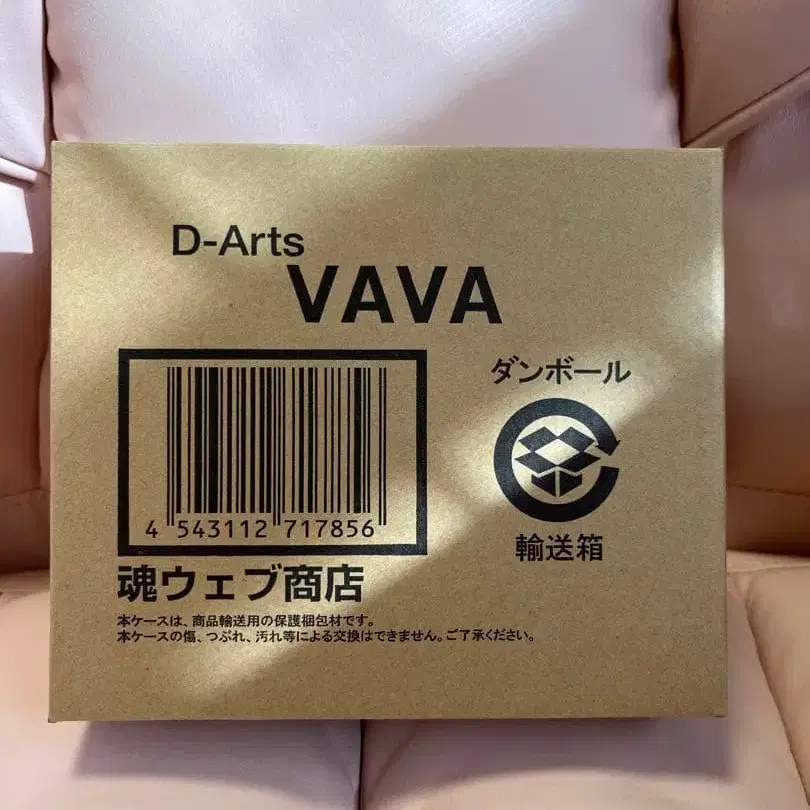 D-Arts
VAVA
ダンボール
4 543112 717856
輸送箱
魂ウェブ商店
本ケースは、商品輸送用の保護梱包材です。
本ケースの傷、つぶれ、汚れ等による交換はできません。ご了承ください。